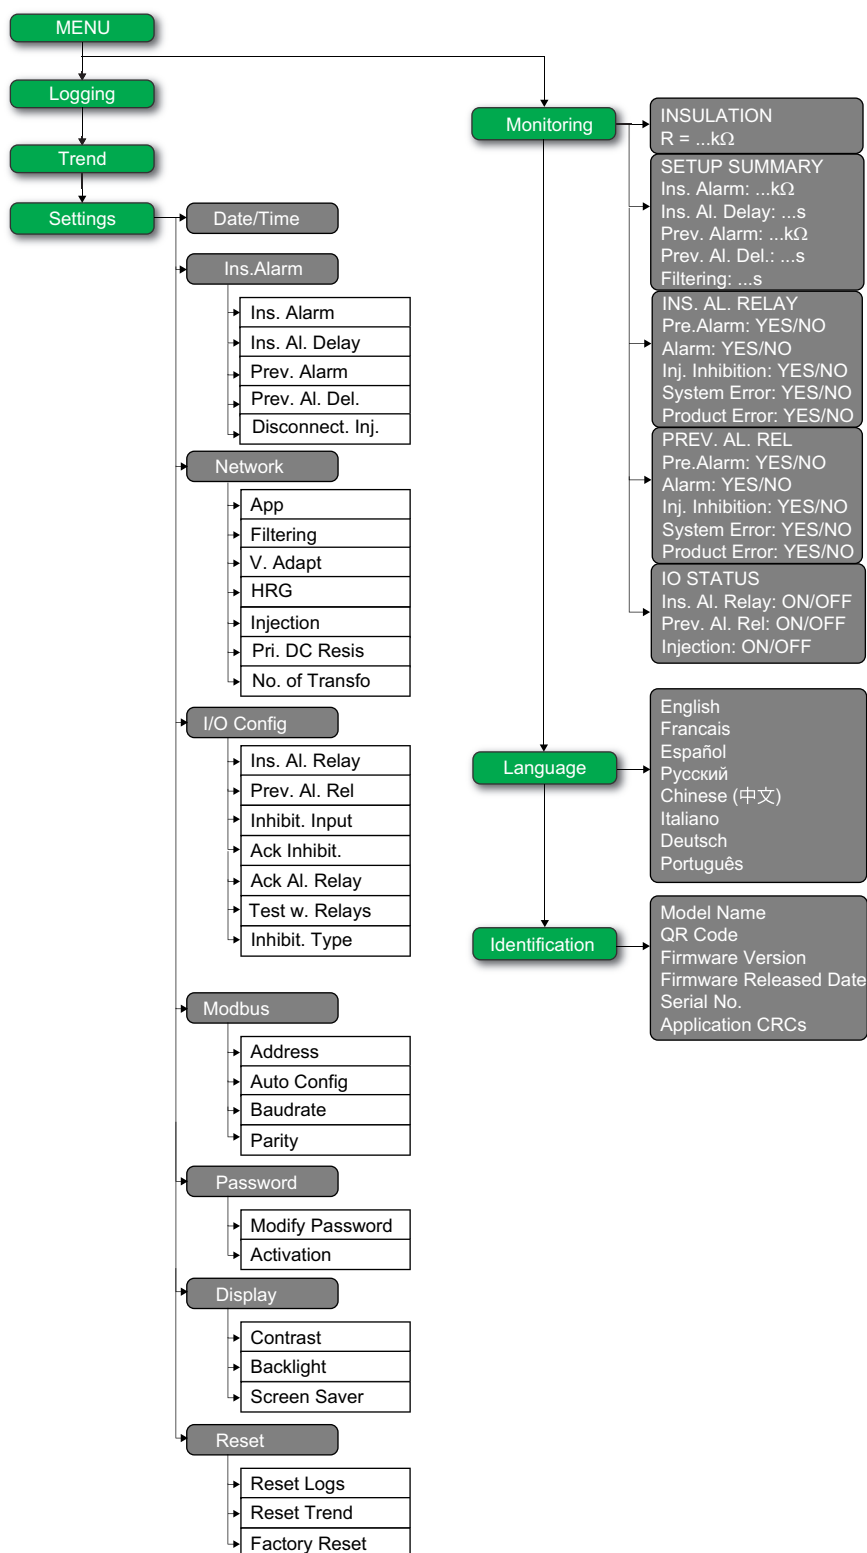 MENU
Logging
Trend
Settings
Date/Time
Ins.Alarm
Ins. Alarm
Ins. Al. Delay
Prev. Alarm
Prev. Al. Del.
Disconnect. Inj.
Network
App
Filtering
V. Adapt
HRG
Injection
Pri. DC Resis
No. of Transfo
I/O Config
Ins. Al. Relay
Prev. Al. Rel
Inhibit. Input
Ack Inhibit.
Ack Al. Relay
Test w. Relays
Inhibit. Type
Modbus
Address
Auto Config
Baudrate
Parity
Password
Modify Password
Activation
Display
Contrast
Backlight
Screen Saver
Reset
Reset Logs
Reset Trend
Factory Reset
Monitoring
INSULATION
R = ...kΩ
SETUP SUMMARY
Ins. Alarm: ...kΩ
Ins. Al. Delay: ...s
Prev. Alarm: ...kΩ
Prev. Al. Del.: ...s
Filtering: ...s
INS. AL. RELAY
Pre.Alarm: YES/NO
Alarm: YES/NO
Inj. Inhibition: YES/NO
System Error: YES/NO
Product Error: YES/NO
PREV. AL. REL
Pre.Alarm: YES/NO
Alarm: YES/NO
Inj. Inhibition: YES/NO
System Error: YES/NO
Product Error: YES/NO
IO STATUS
Ins. Al. Relay: ON/OFF
Prev. Al. Rel: ON/OFF
Injection: ON/OFF
Language
English
Francais
Español
Русский
Chinese (中文)
Italiano
Deutsch
Português
Identification
Model Name
QR Code
Firmware Version
Firmware Released Date
Serial No.
Application CRCs